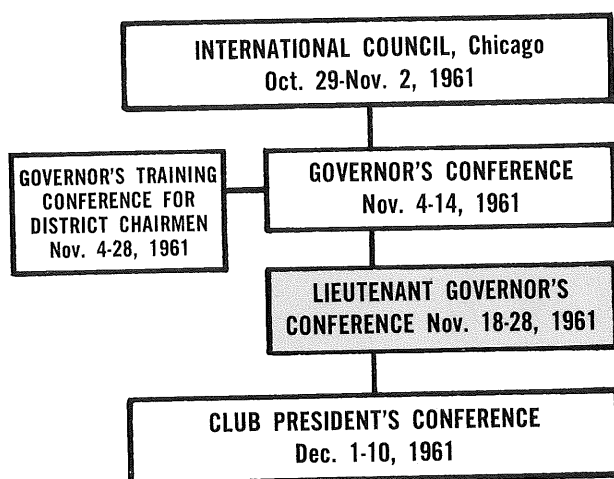 INTERNATIONAL COUNCIL, Chicago
Oct. 29-Nov. 2, 1961
GOVERNOR'S TRAINING
CONFERENCE FOR
DISTRICT CHAIRMEN
Nov. 4-28, 1961
GOVERNOR'S CONFERENCE
Nov. 4-14, 1961
LIEUTENANT GOVERNOR'S
CONFERENCE Nov. 18-28, 1961
CLUB PRESIDENT'S CONFERENCE
Dec. 1-10, 1961